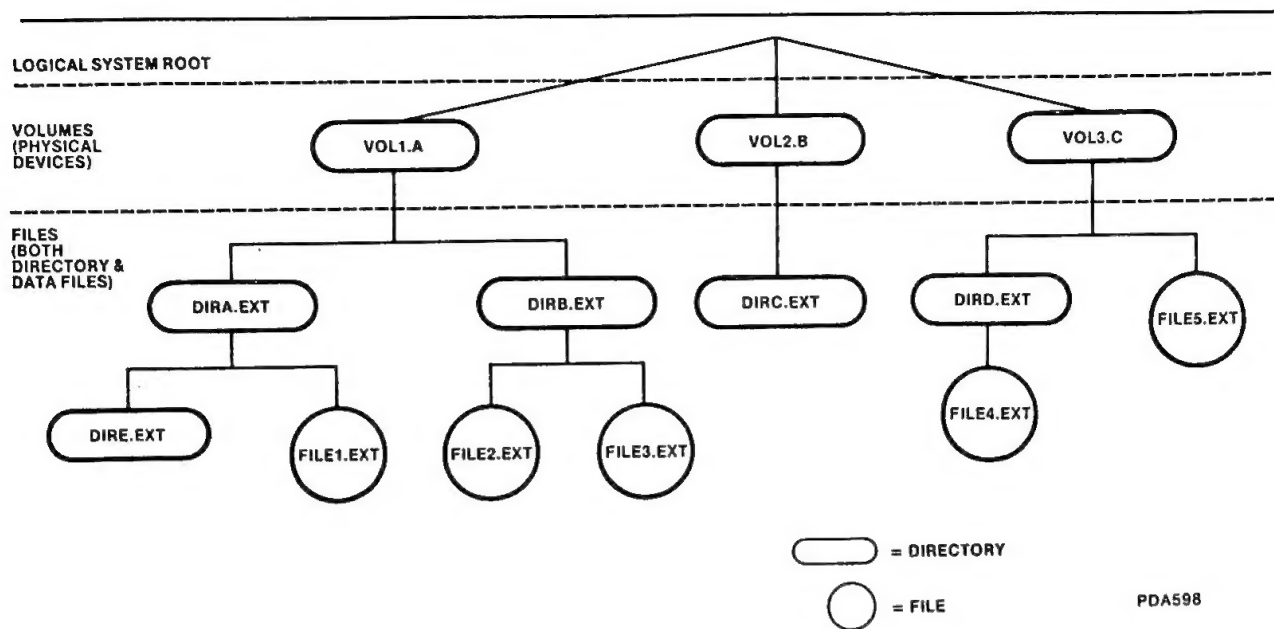 LOGICAL SYSTEM ROOT
VOLUMES
(PHYSICAL
DEVICES)
VOL1.A
VOL2.B
VOL3.C
FILES
(BOTH
DIRECTORY &
DATA FILES)
DIRA.EXT
DIRB.EXT
DIRC.EXT
DIRD.EXT
FILE5.EXT
DIRE.EXT
FILE1.EXT
FILE2.EXT
FILE3.EXT
FILE4.EXT
= DIRECTORY
= FILE
PDA598